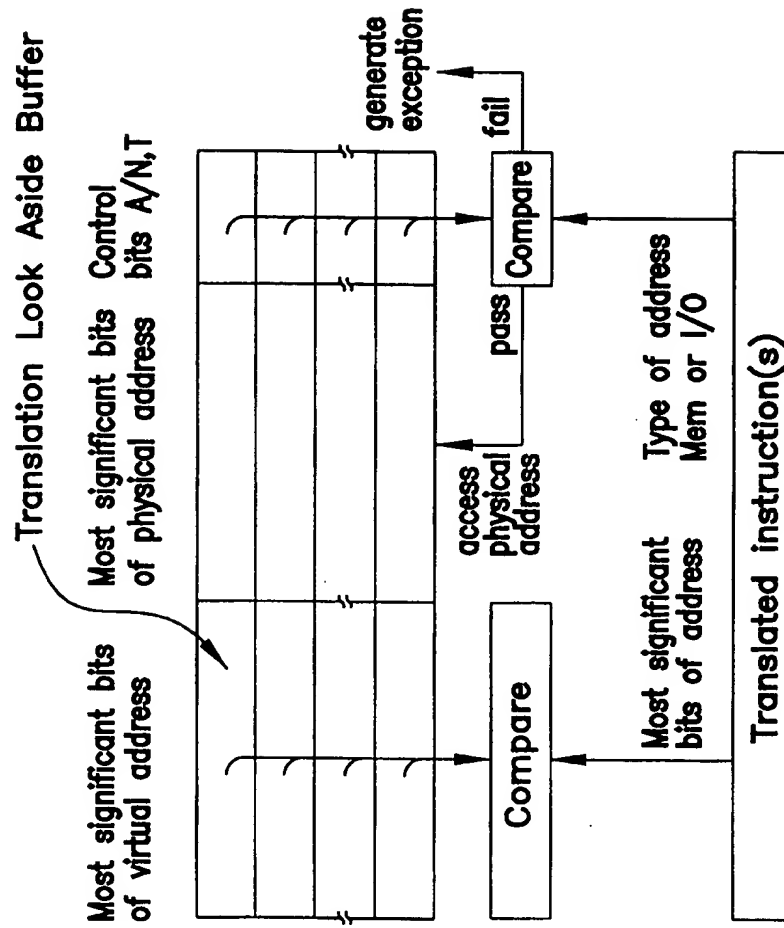 Translation Look Aside Buffer
Most significant bits
of virtual address
Most significant bits
of physical address
Control
bits A/N,T
generate
exception
access
physical
address
pass
fail
Compare
Compare
Most significant
bits of address
Type of address
Mem or I/O
Translated instruction(s)